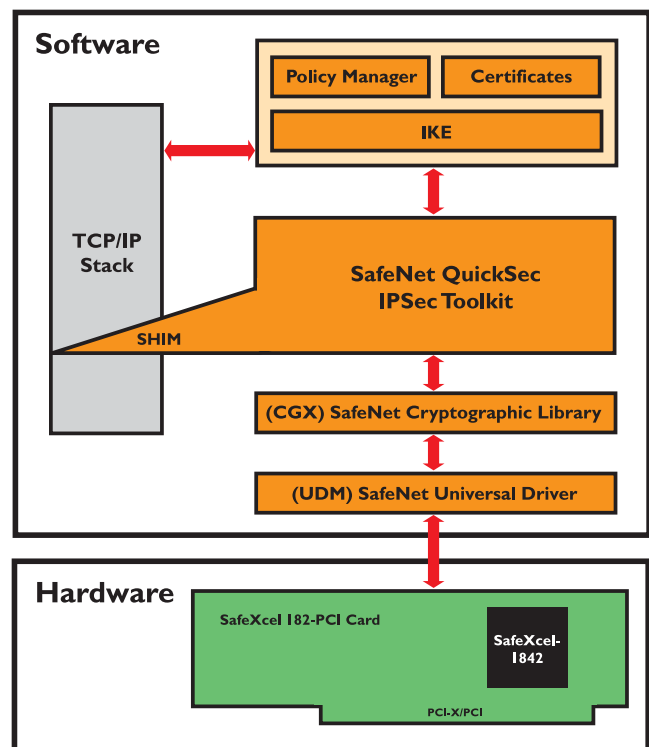 Software
Policy Manager
Certificates
IKE
TCP/IP
Stack
SafeNet QuickSec
IPSec Toolkit
SHIM
(CGX) SafeNet Cryptographic Library
(UDM) SafeNet Universal Driver
Hardware
SafeXcel 182-PCI Card
SafeXcel-
1842
PCI-X/PCI